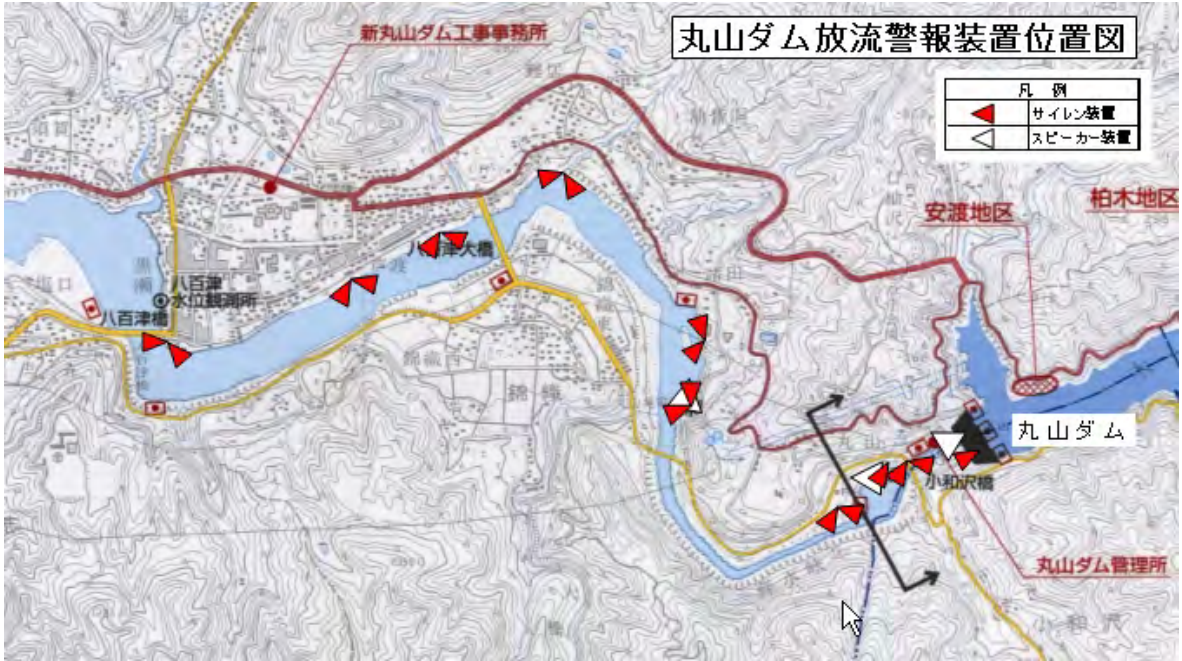 丸山ダム放流警報装置位置図
新丸山ダム工事事務所
凡 例
サイレン装置
スピーカー装置
柏木地区
安渡地区
八百津大橋
八百津
水位観測所
八百津橋
丸山ダム
小和沢橋
丸山ダム管理所
小和沢
錦織